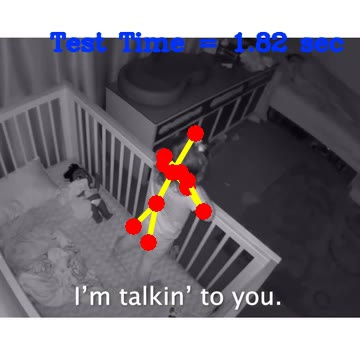 Test Time = 1.82 sec
I'm talkin' to you.